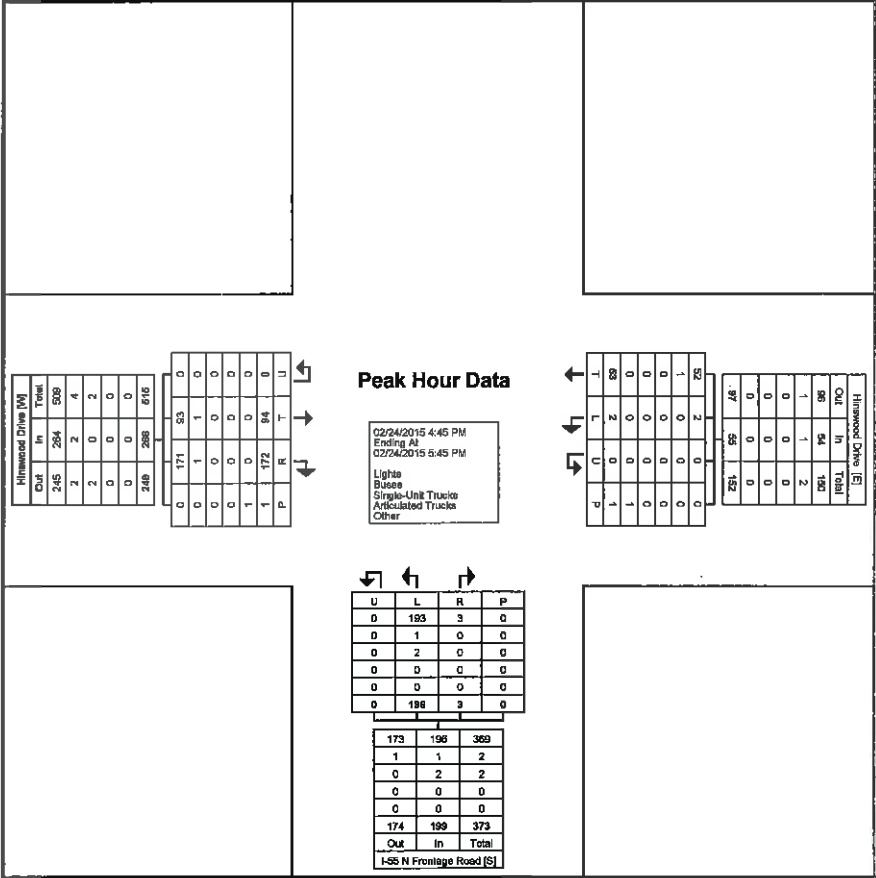 Peak Hour Data
02/24/2015 4:45 PM
Ending At
02/24/2015 5:45 PM
Lights
Buses
Single-Unit Trucks
Articulated Trucks
Other
Hinswood Drive [W]
Total 509 4 2 0 0 515
In 264 2 0 0 0 266
Out 245 2 2 0 0 249
0 0 0 0 0 0 U
93 1 0 0 0 94 T
171 1 0 0 0 172 R
0 0 0 0 1 1 P
T 53 0 0 0 1 52
L 2 0 0 0 0 2
U 0 0 0 0 0 0
P 1 1 0 0 0 0
Hinswood Drive [E]
Out In Total
96 54 150
1 1 2
0 0 0
0 0 0
0 0 0
97 55 152
U L R P
0 193 3 0
0 1 0 0
0 2 0 0
0 0 0 0
0 0 0 0
0 196 3 0
173 196 369
1 1 2
0 2 2
0 0 0
0 0 0
174 199 373
Out In Total
I-55 N Frontage Road [S]